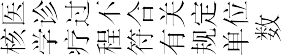 核医
学诊
疗过
程不
符合
有关
规定
单位
数